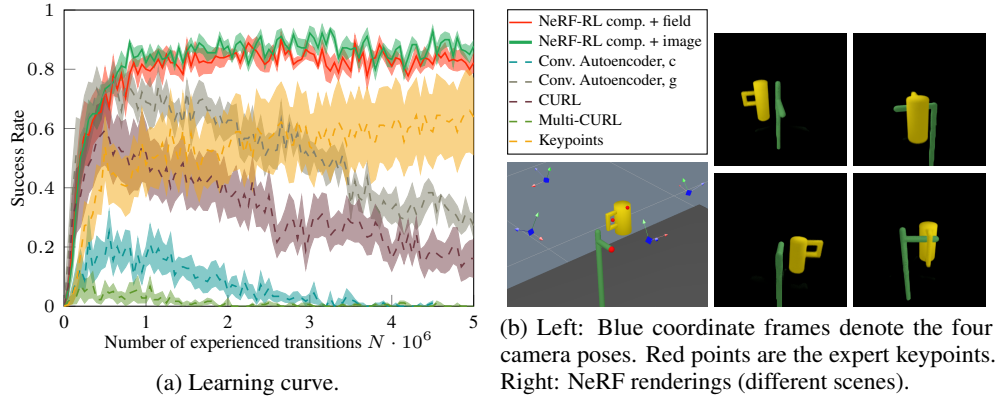 1
0.8
0.6
0.4
0.2
0
Success Rate
0 1 2 3 4 5
Number of experienced transitions N · 10⁶
(a) Learning curve.
NeRF-RL comp. + field
NeRF-RL comp. + image
Conv. Autoencoder, c
Conv. Autoencoder, g
CURL
Multi-CURL
Keypoints
(b) Left: Blue coordinate frames denote the four
camera poses. Red points are the expert keypoints.
Right: NeRF renderings (different scenes).